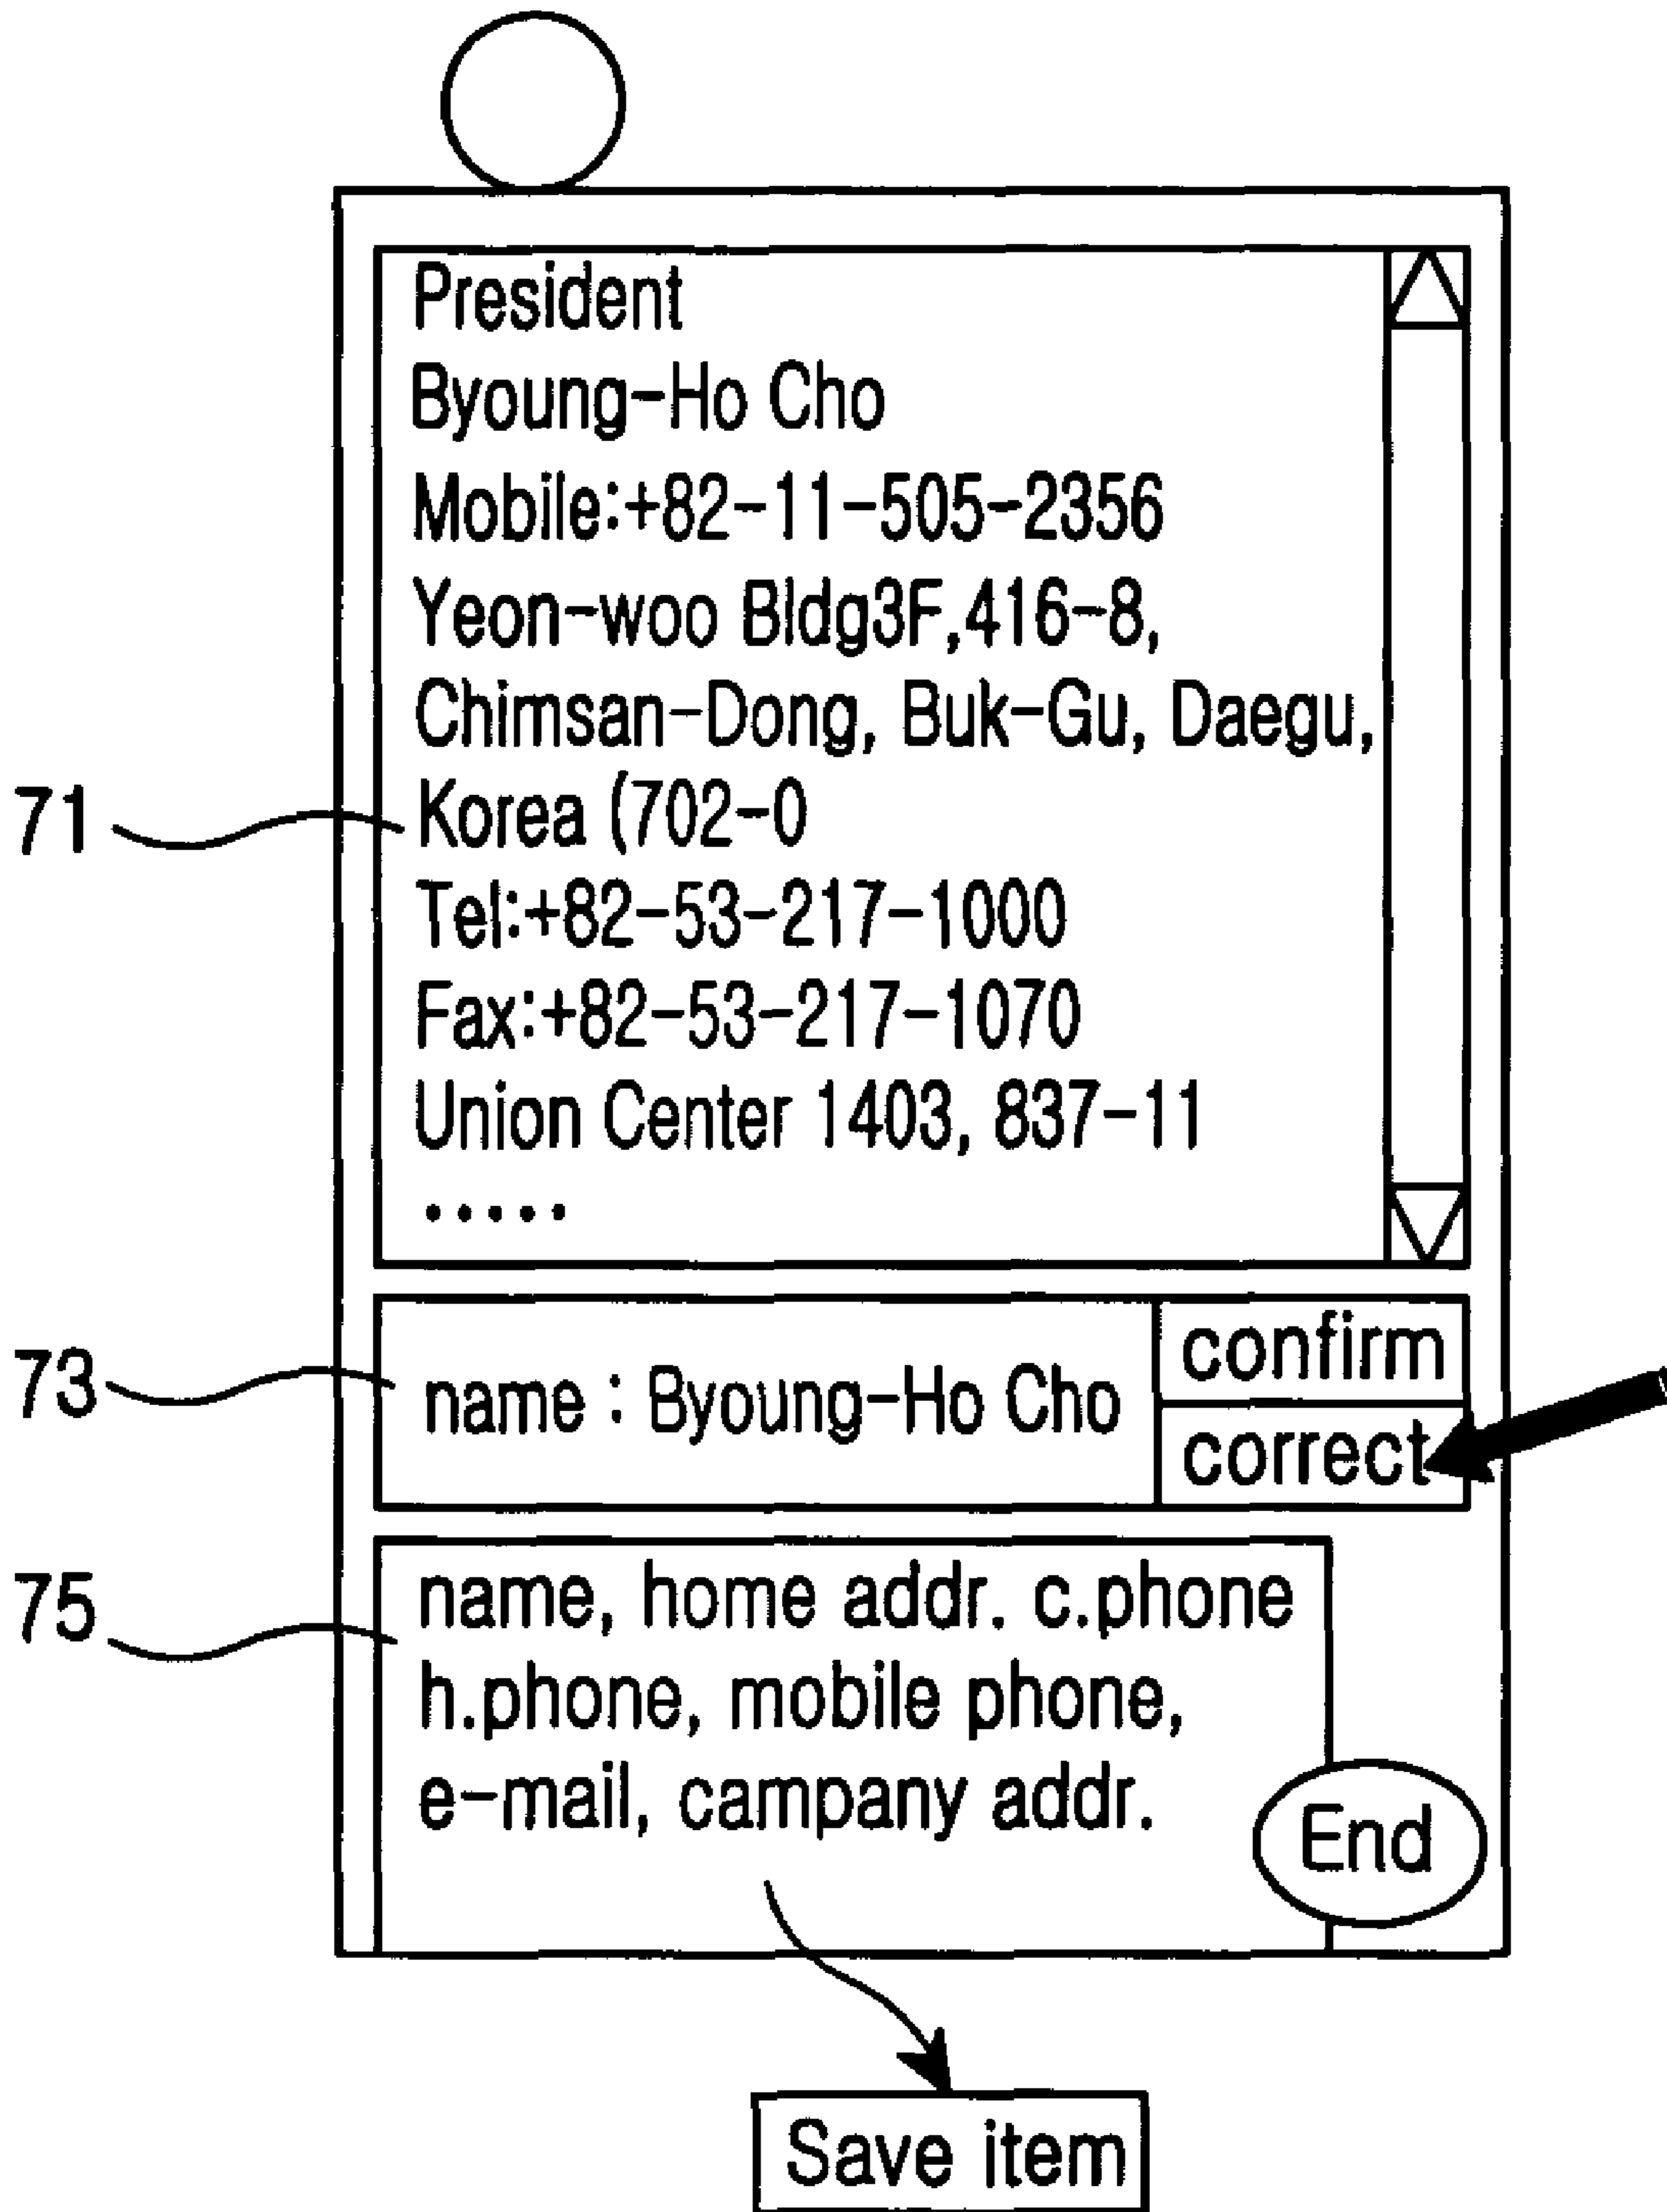 President
Byoung-Ho Cho
Mobile:+82-11-505-2356
Yeon-woo Bldg3F,416-8,
Chimsan-Dong, Buk-Gu, Daegu,
71
Korea (702-0
Tel:+82-53-217-1000
Fax:+82-53-217-1070
Union Center 1403, 837-11
.....
confirm
73
name : Byoung-Ho Cho
correct
75
name, home addr. c.phone
h.phone, mobile phone,
e-mail, campany addr.
End
Save item